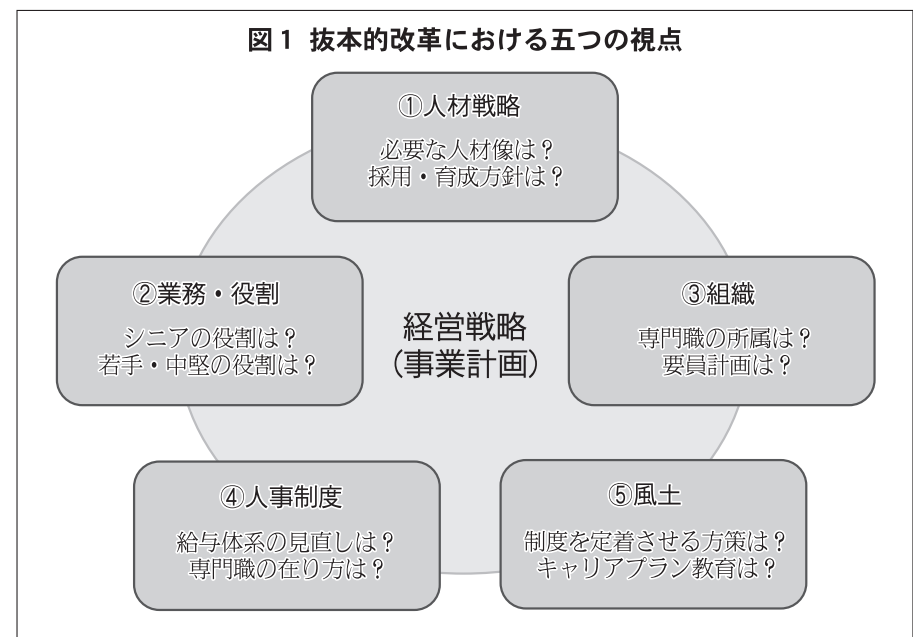 図1 抜本的改革における五つの視点
①人材戦略
必要な人材像は?
採用・育成方針は?
②業務・役割
シニアの役割は?
若手・中堅の役割は?
経営戦略
(事業計画)
③組織
専門職の所属は?
要員計画は?
④人事制度
給与体系の見直しは?
専門職の在り方は?
⑤風土
制度を定着させる方策は?
キャリアプラン教育は?